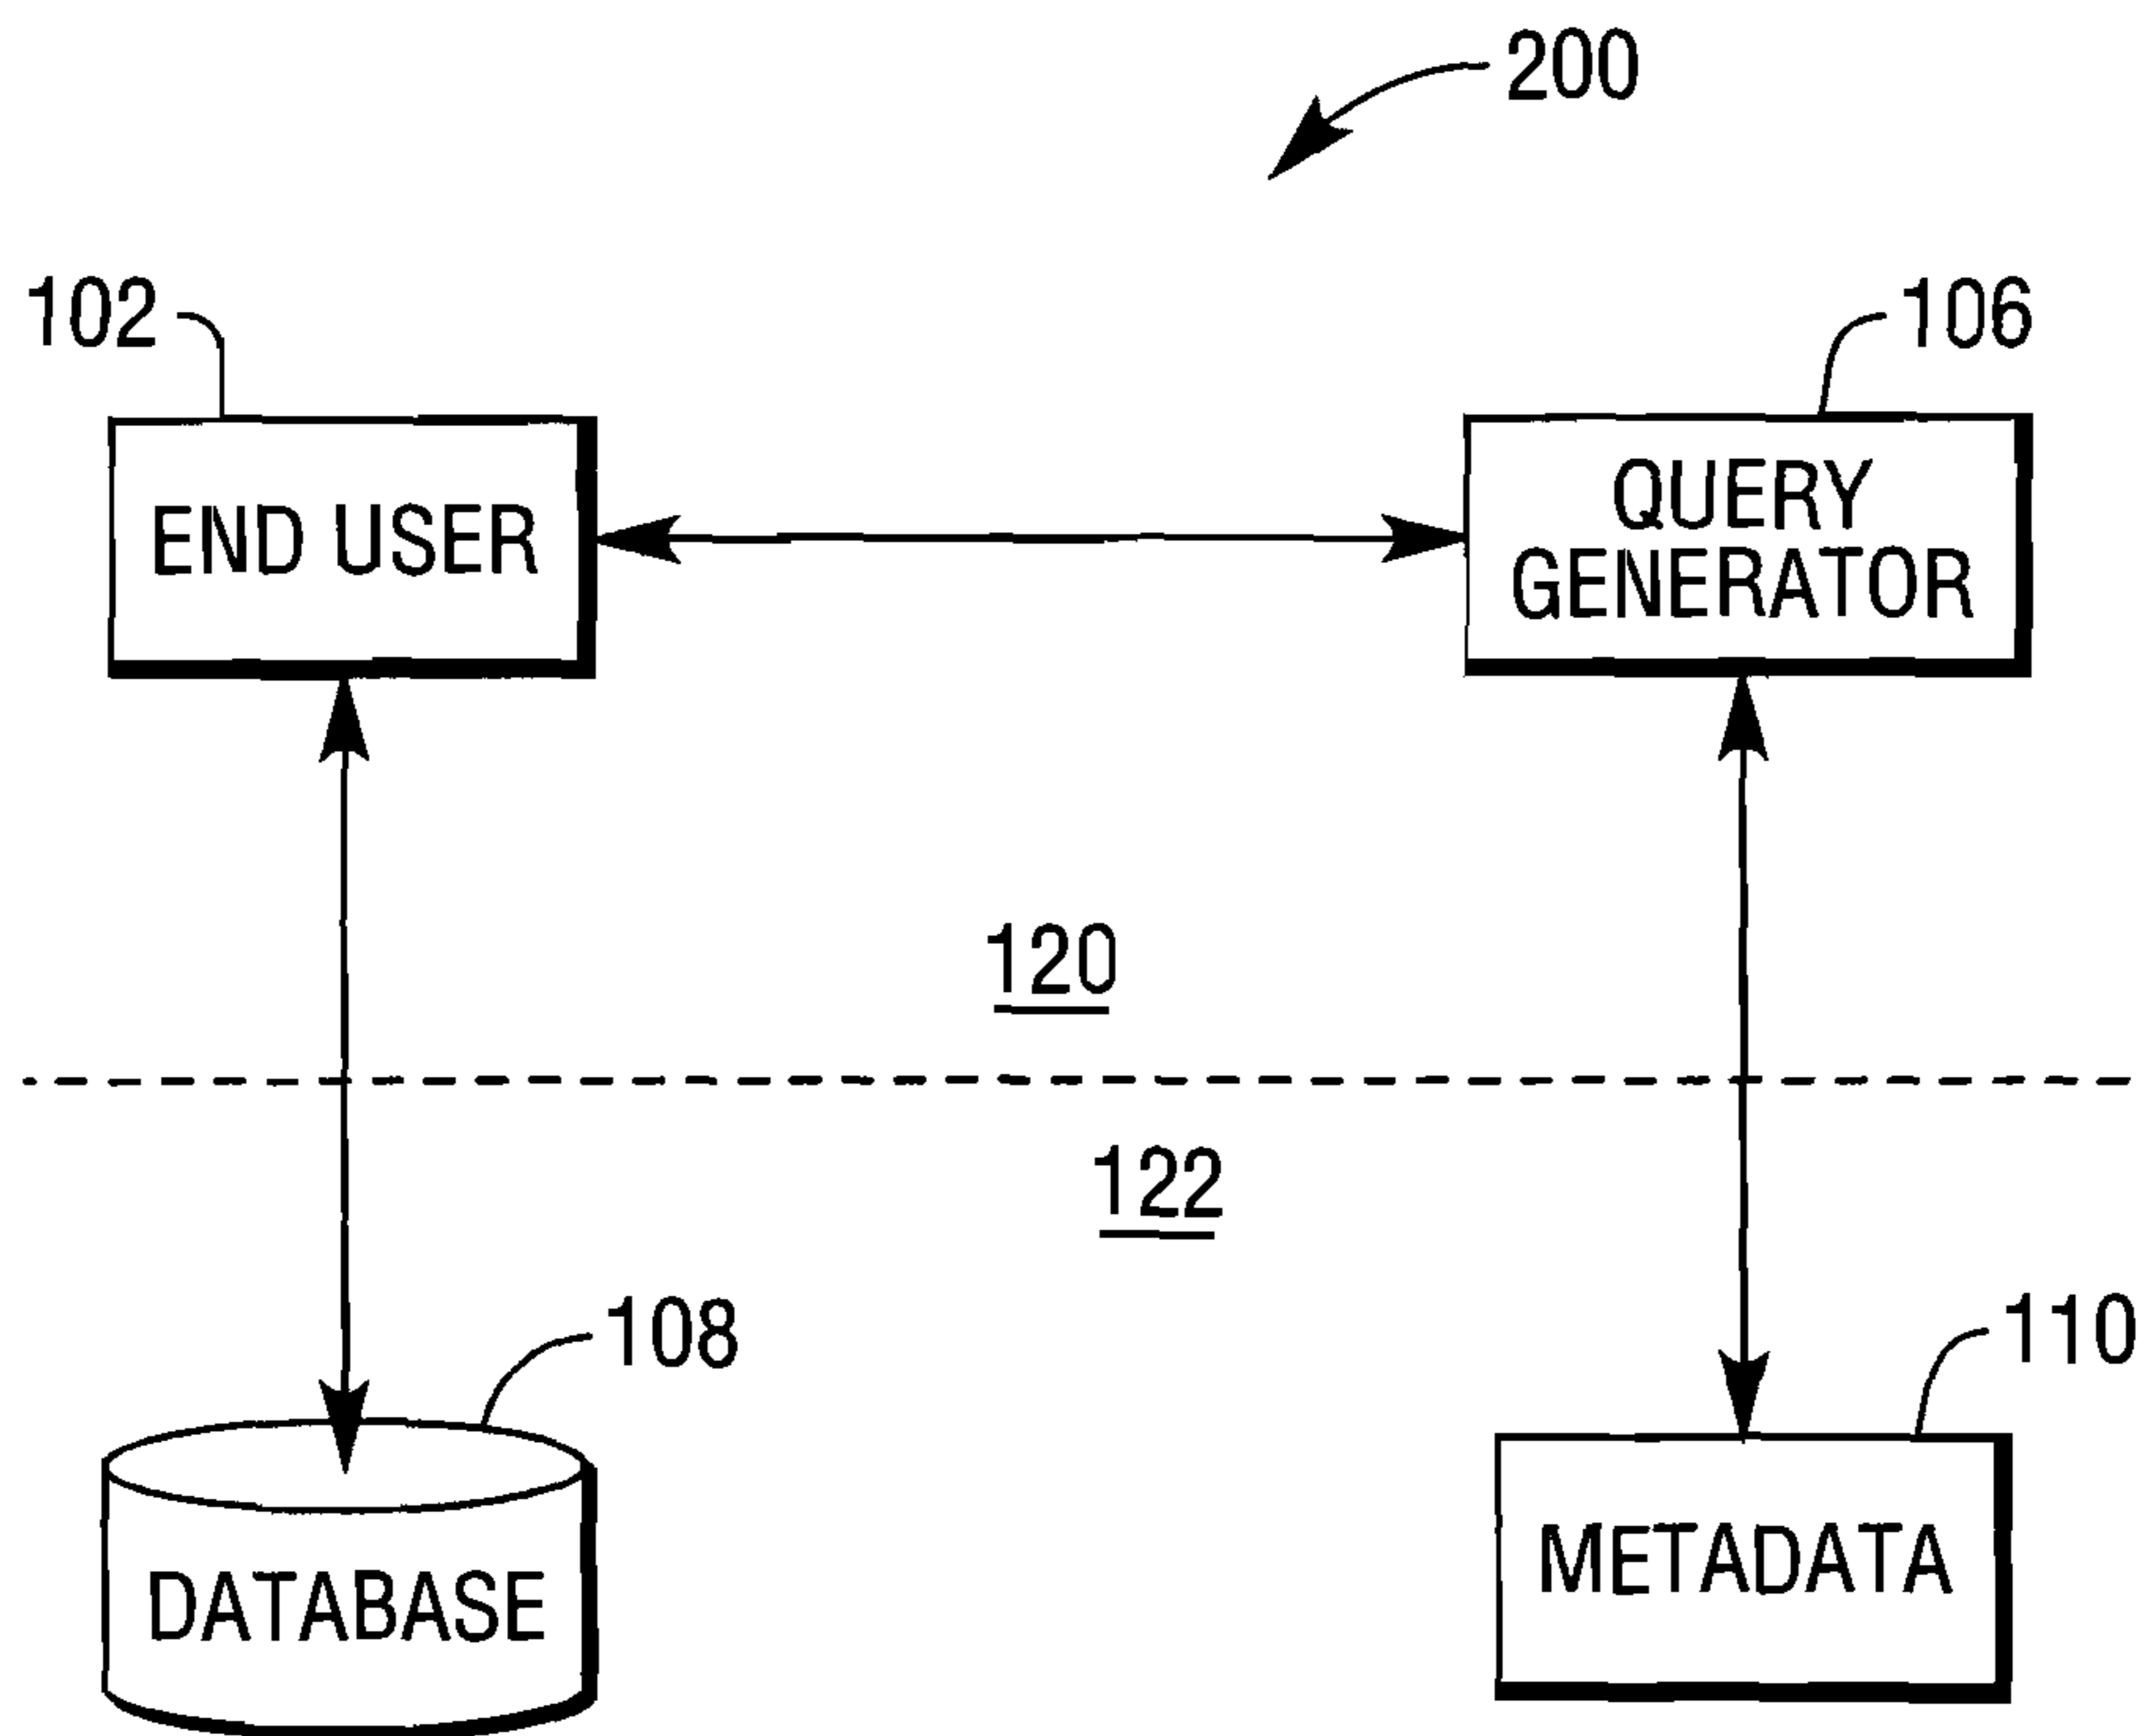 200
102
106
END USER
QUERY
GENERATOR
120
122
108
110
DATABASE
METADATA